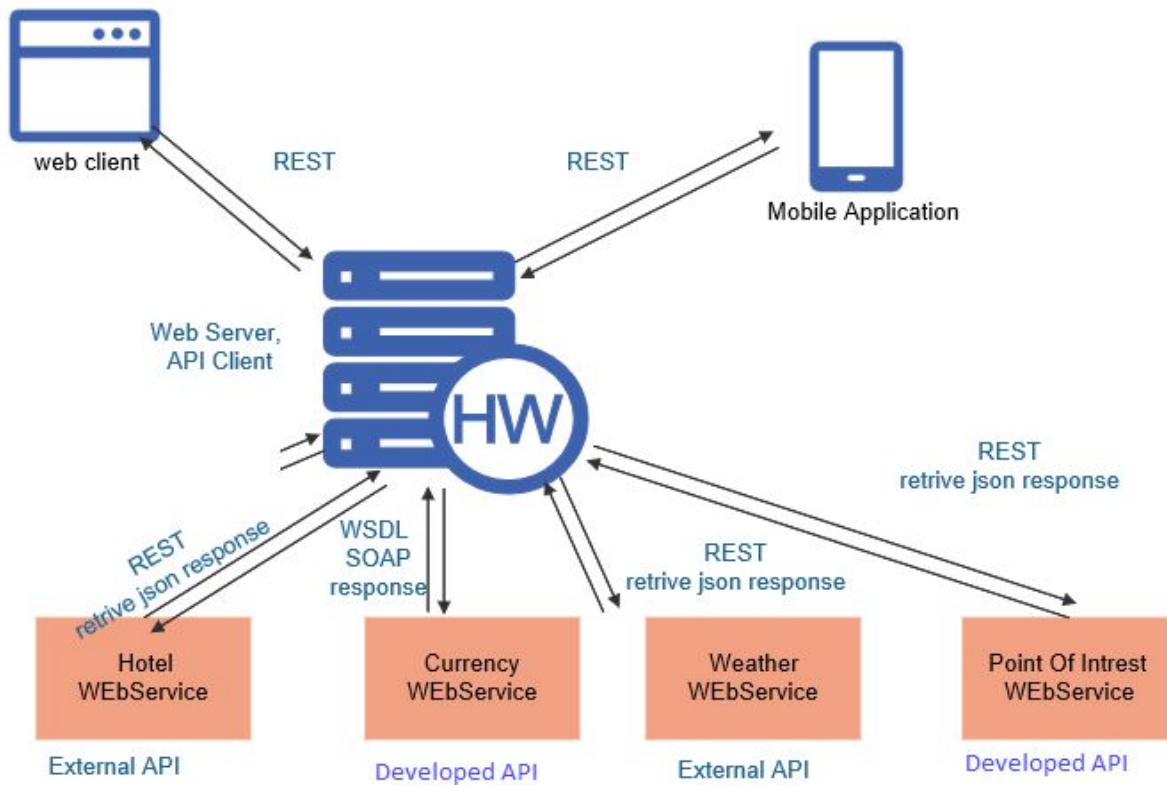 web client
REST
REST
Mobile Application
Web Server,
API Client
HW
REST
retrive json response
WSDL
SOAP
response
REST
retrive json response
REST
retrive json response
Hotel
WEbService
Currency
WEbService
Weather
WEbService
Point Of Intrest
WEbService
External API
Developed API
External API
Developed API